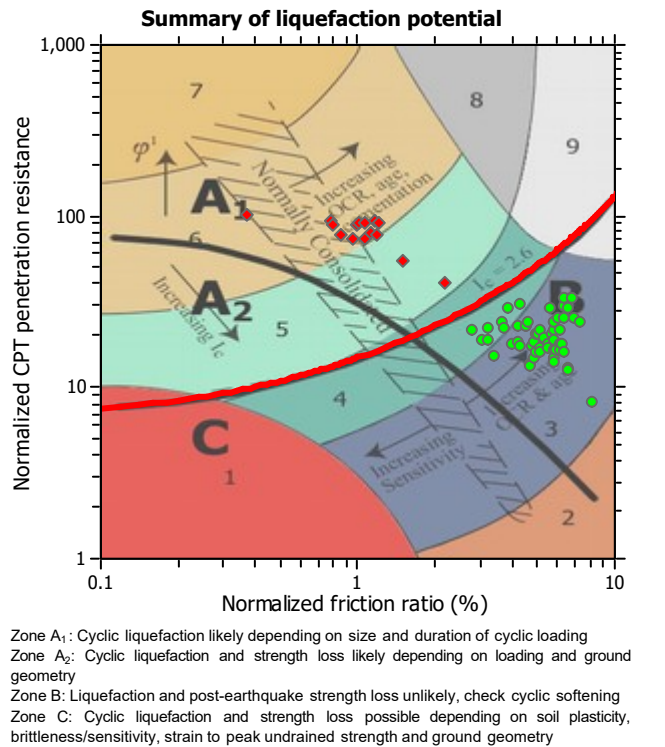 Summary of liquefaction potential
Normalized CPT penetration resistance
1,000
100
10
1
7
8
9
φ'
A1
Increasing
OCR, age,
cementation
Normally Consolidated
6
A2
Increasing Ic
5
Ic = 2.6
B
4
Increasing
OCR & age
3
C
1
Increasing
Sensitivity
2
0.1
1
10
Normalized friction ratio (%)
Zone A1: Cyclic liquefaction likely depending on size and duration of cyclic loading
Zone A2: Cyclic liquefaction and strength loss likely depending on loading and ground
geometry
Zone B: Liquefaction and post-earthquake strength loss unlikely, check cyclic softening
Zone C: Cyclic liquefaction and strength loss possible depending on soil plasticity,
brittleness/sensitivity, strain to peak undrained strength and ground geometry